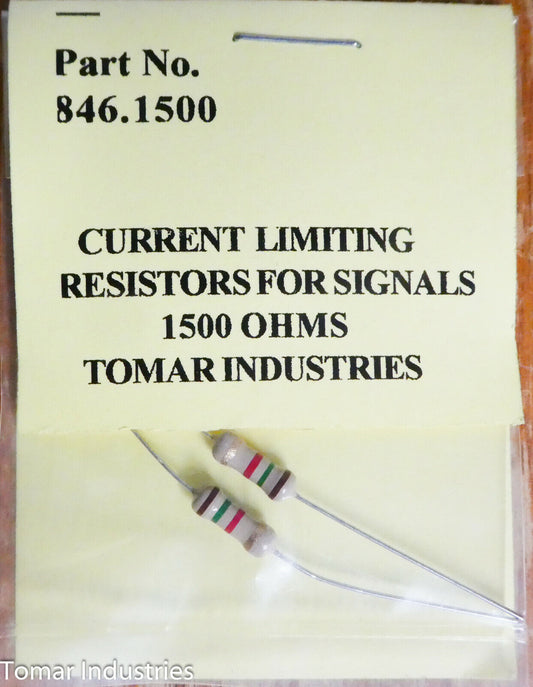 Part No.
846.1500
CURRENT LIMITING
RESISTORS FOR SIGNALS
1500 OHMS
TOMAR INDUSTRIES
Tomar Industries